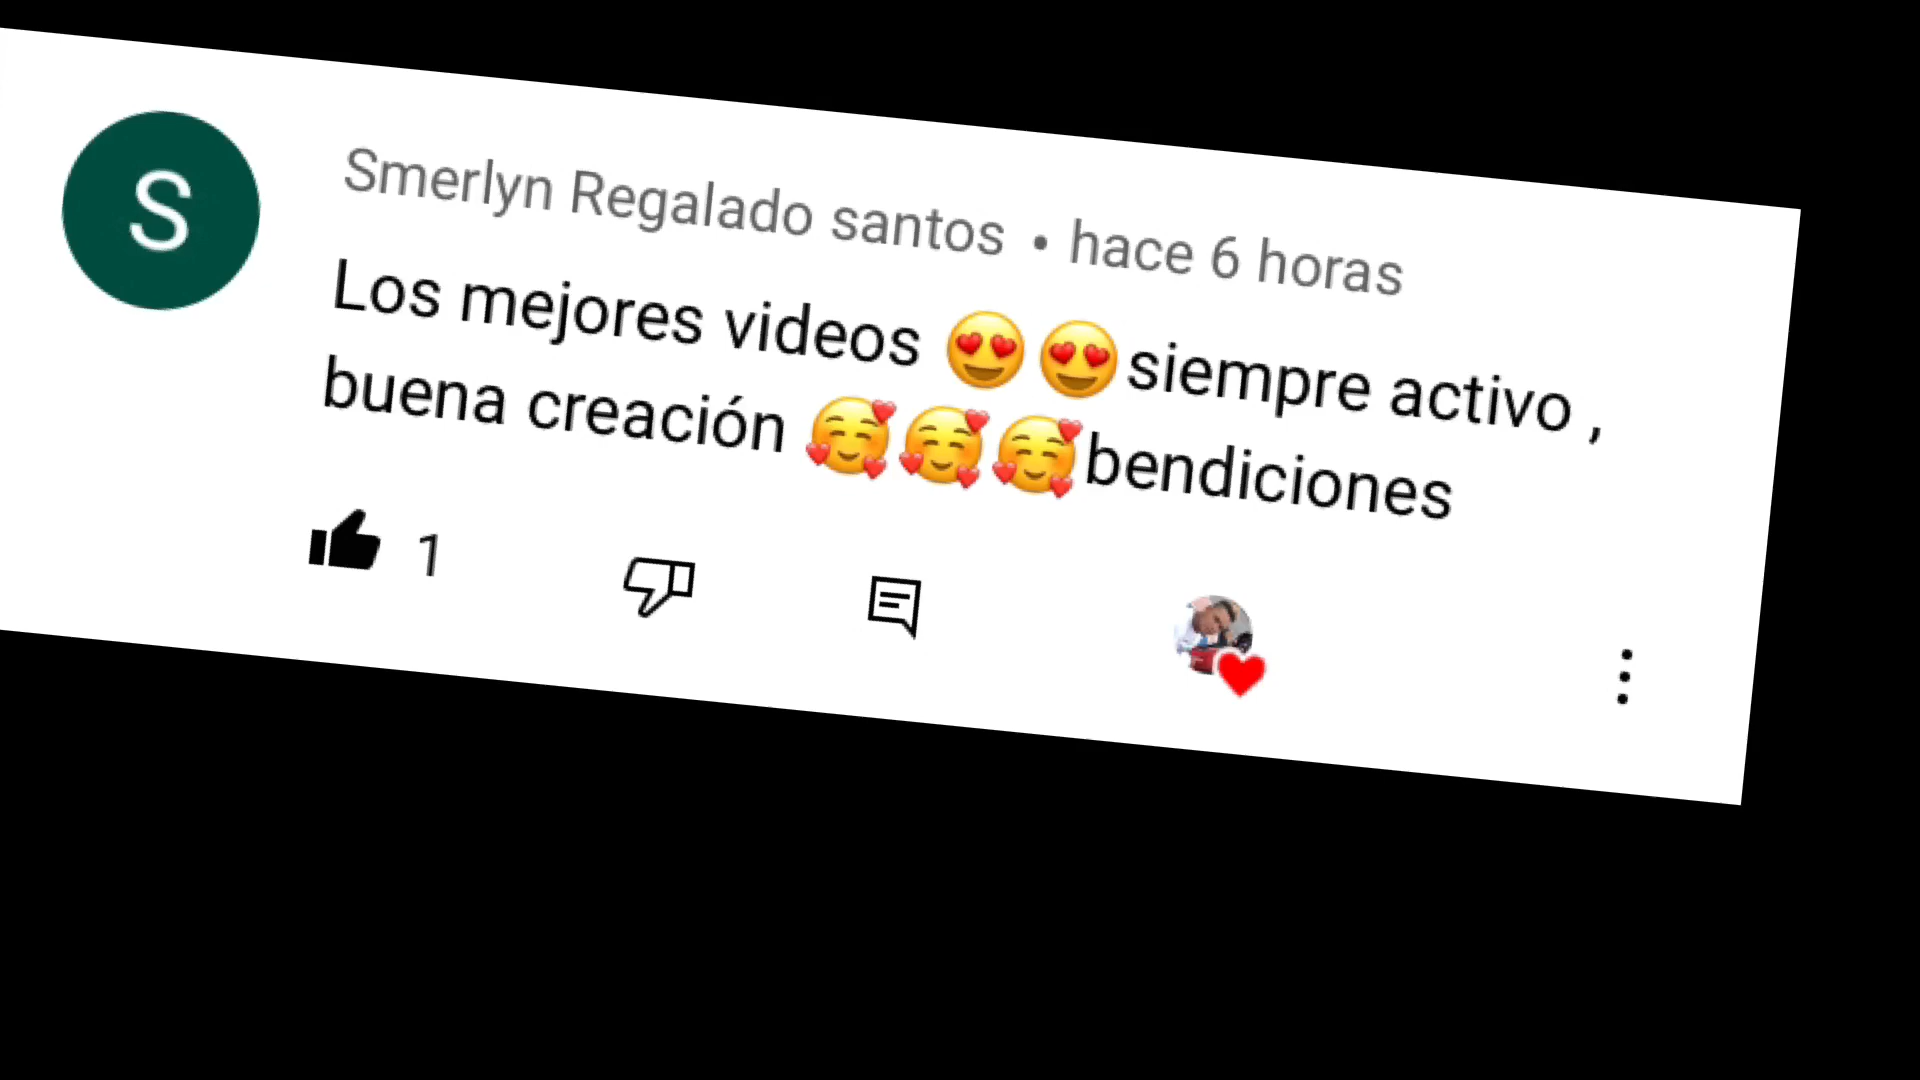 S
Smerlyn Regalado santos • hace 6 horas
Los mejores videos 😍😍siempre activo ,
buena creación 🥰🥰🥰bendiciones
1